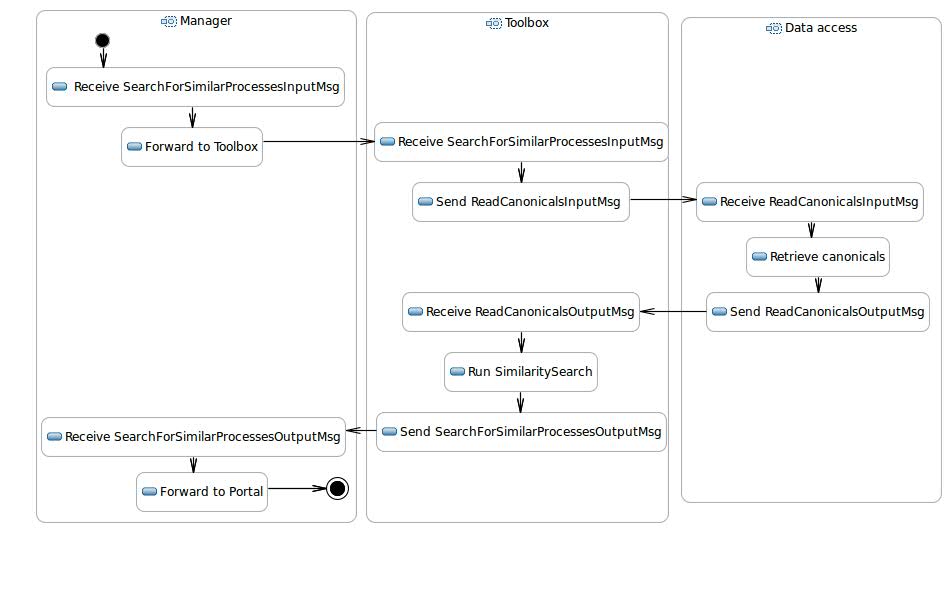 Manager
Toolbox
Data access
Receive SearchForSimilarProcessesInputMsg
Forward to Toolbox
Receive SearchForSimilarProcessesInputMsg
Send ReadCanonicalsInputMsg
Receive ReadCanonicalsInputMsg
Retrieve canonicals
Receive ReadCanonicalsOutputMsg
Send ReadCanonicalsOutputMsg
Run SimilaritySearch
Receive SearchForSimilarProcessesOutputMsg
Send SearchForSimilarProcessesOutputMsg
Forward to Portal